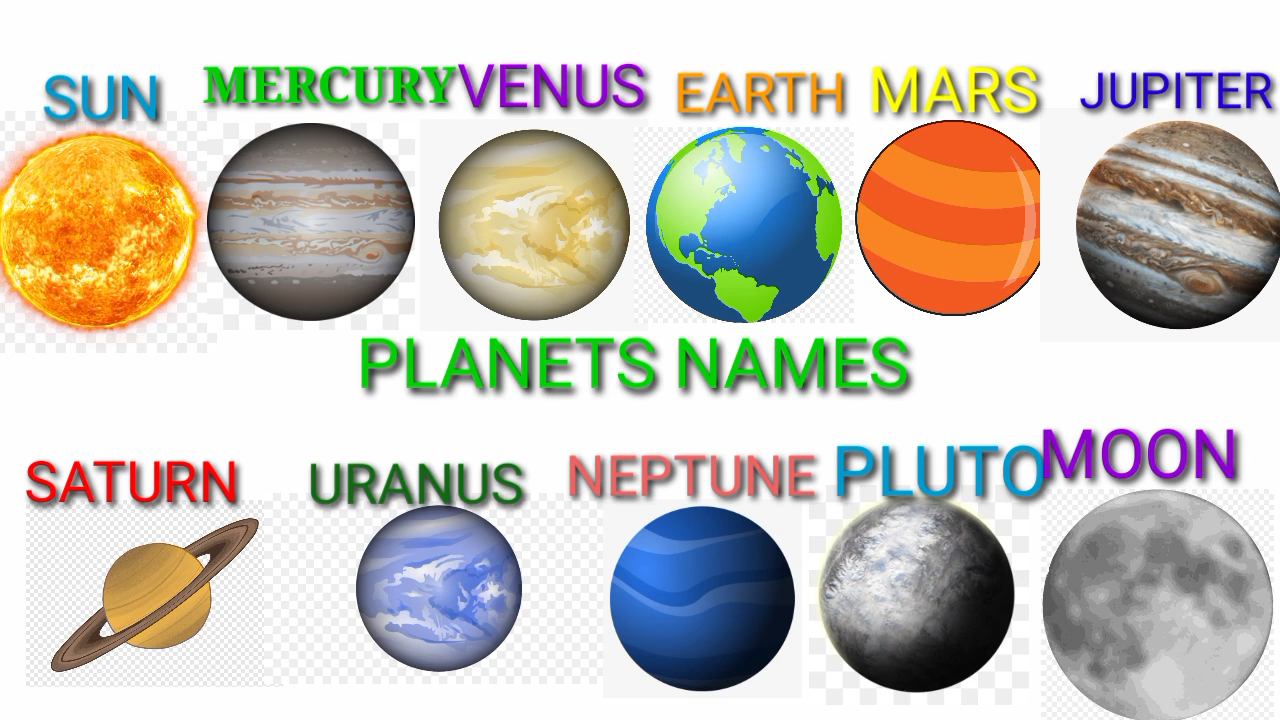 SUN MERCURY VENUS EARTH MARS JUPITER
PLANETS NAMES
SATURN URANUS NEPTUNE PLUTO MOON